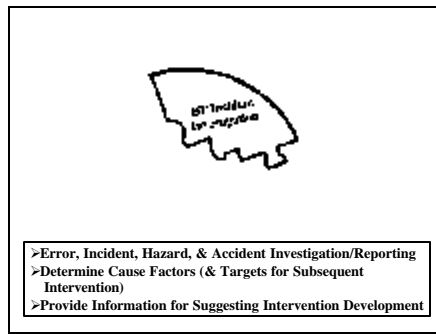 ➢Error, Incident, Hazard, & Accident Investigation/Reporting
➢Determine Cause Factors (& Targets for Subsequent
Intervention)
➢Provide Information for Suggesting Intervention Development